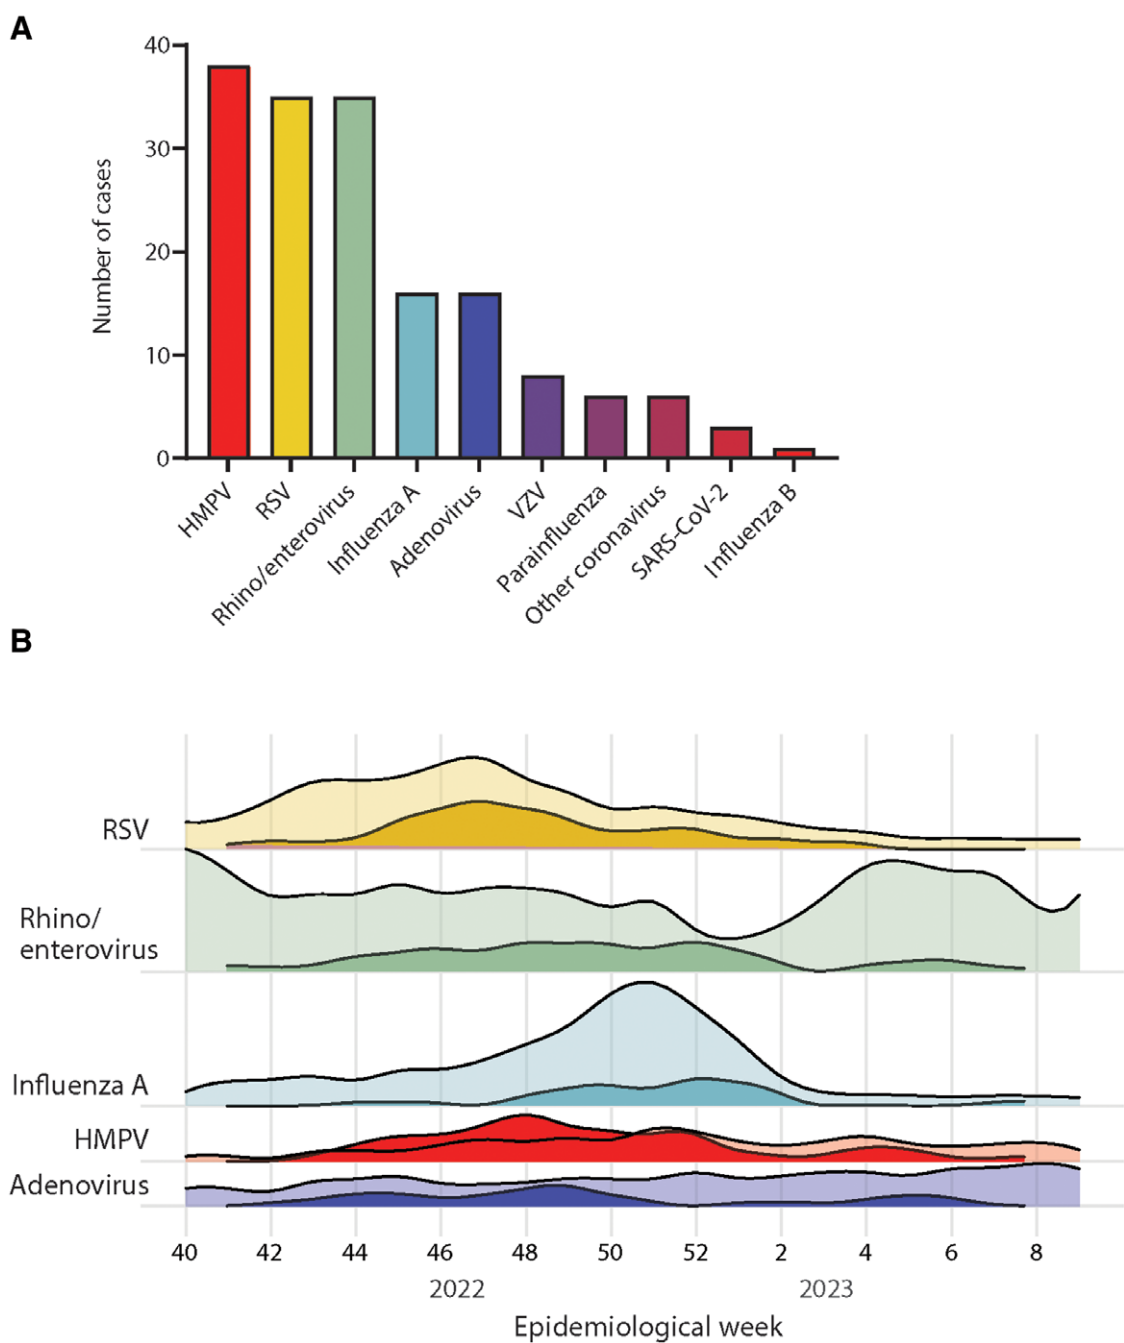 A
40
30
20
10
0
Number of cases
HMPV
RSV
Rhino/enterovirus
Influenza A
Adenovirus
VZV
Parainfluenza
Other coronavirus
SARS-CoV-2
Influenza B
B
RSV
Rhino/
enterovirus
Influenza A
HMPV
Adenovirus
40 42 44 46 48 50 52 2 4 6 8
2022 2023
Epidemiological week